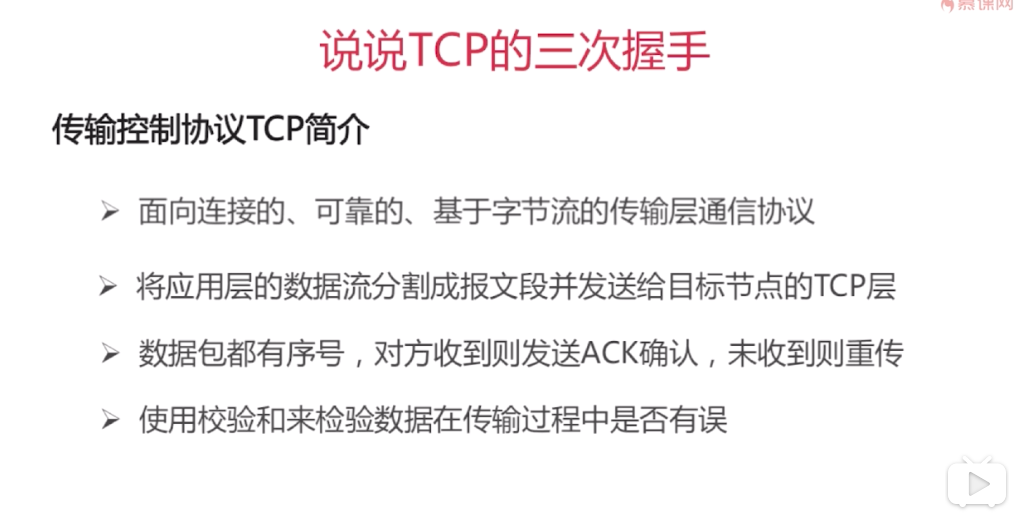 慕课网
说说TCP的三次握手
传输控制协议TCP简介
面向连接的、可靠的、基于字节流的传输层通信协议
将应用层的数据流分割成报文段并发送给目标节点的TCP层
数据包都有序号，对方收到则发送ACK确认，未收到则重传
使用校验和来检验数据在传输过程中是否有误